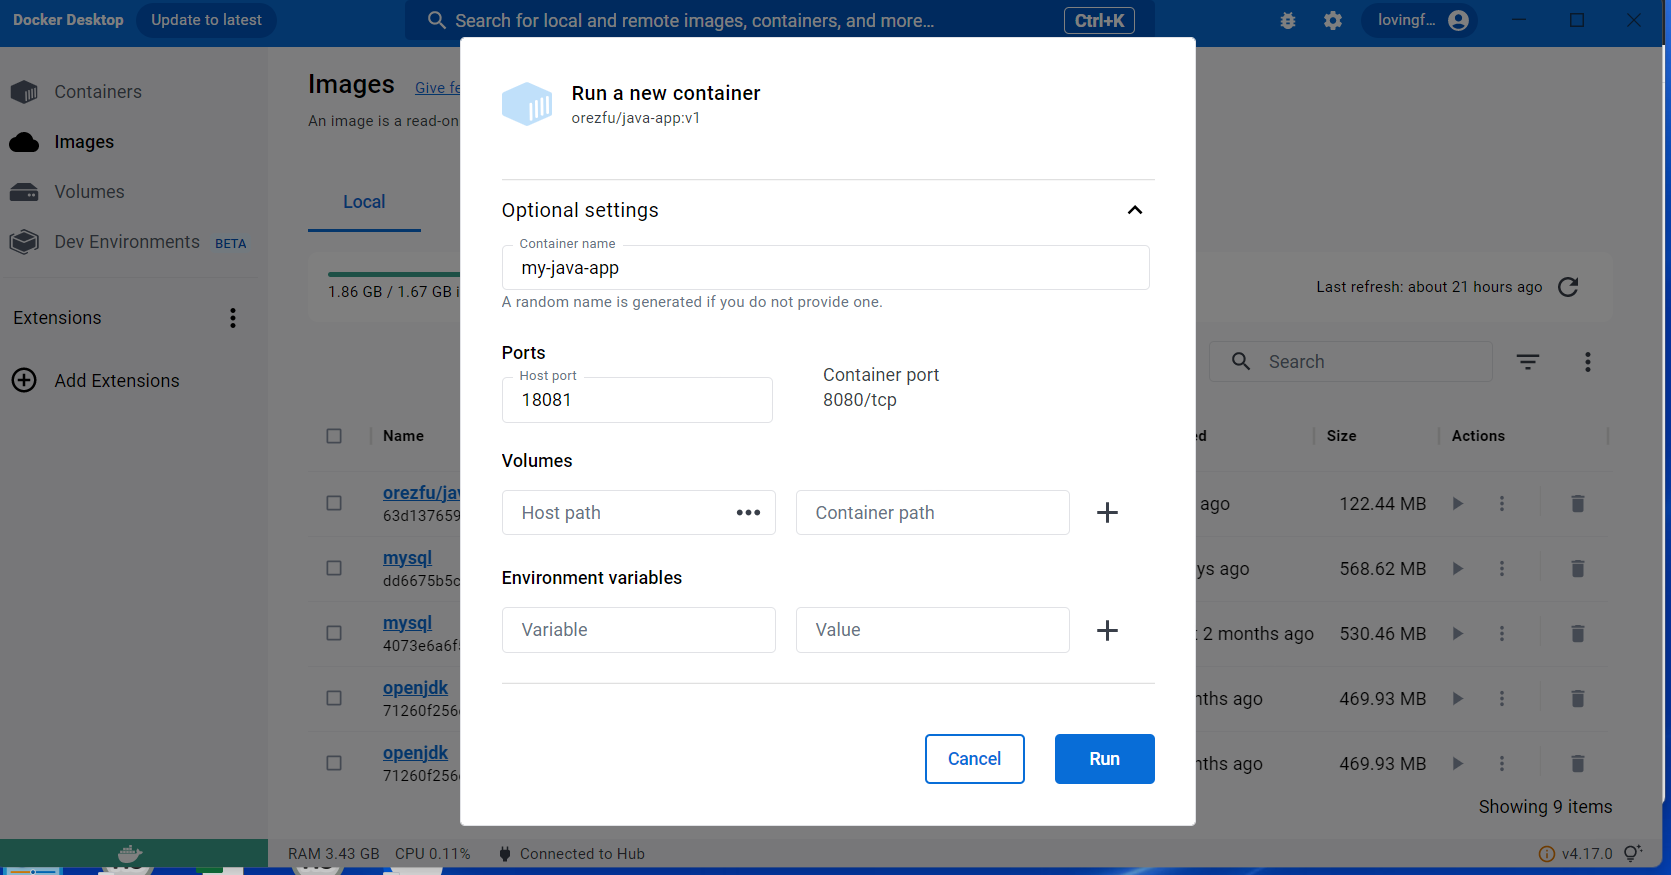 Docker Desktop
Update to latest
Search for local and remote images, containers, and more...
Ctrl+K
lovingf...
Containers
Images
Volumes
Dev Environments BETA
Extensions
Add Extensions
Images
Give fe
An image is a read-on
Local
1.86 GB / 1.67 GB i
Last refresh: about 21 hours ago
Search
Name
ed
Size
Actions
orezfu/jav
63d137659
ago
122.44 MB
mysql
dd6675b5c
ys ago
568.62 MB
mysql
4073e6a6f
2 months ago
530.46 MB
openjdk
71260f256
nths ago
469.93 MB
openjdk
71260f256
nths ago
469.93 MB
Showing 9 items
Run a new container
orezfu/java-app:v1
Optional settings
Container name
my-java-app
A random name is generated if you do not provide one.
Ports
Host port
18081
Container port
8080/tcp
Volumes
Host path
Container path
Environment variables
Variable
Value
Cancel
Run
RAM 3.43 GB CPU 0.11%
Connected to Hub
v4.17.0